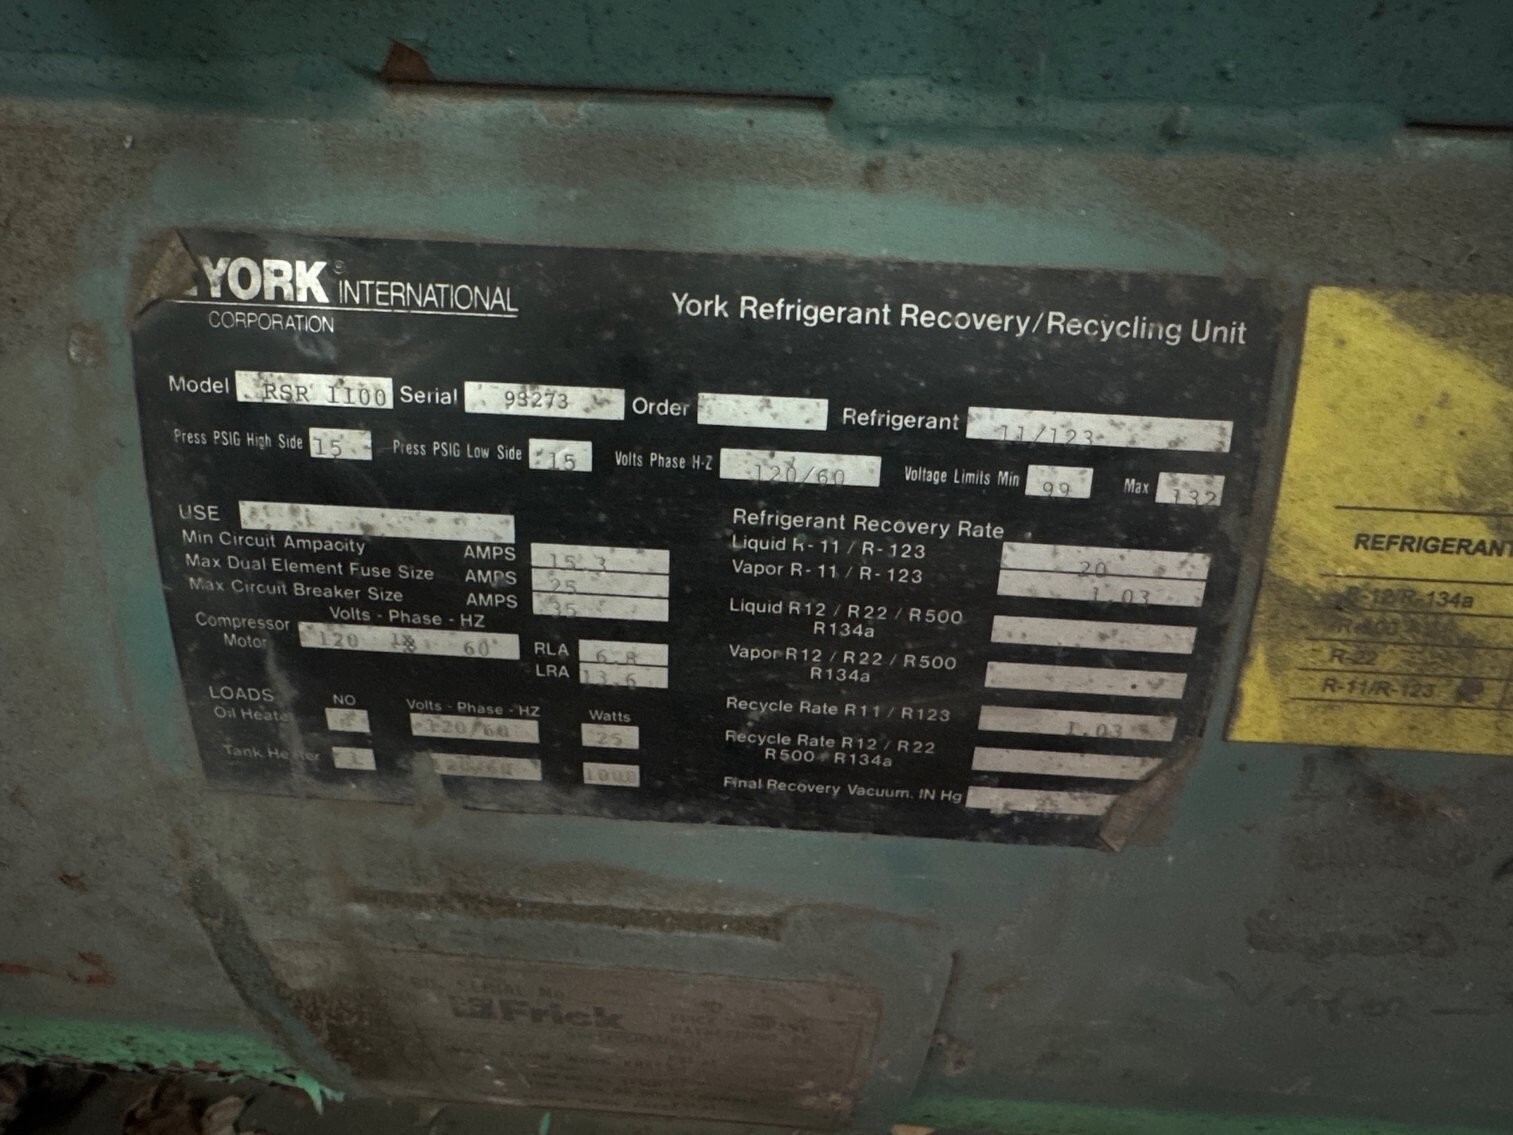 YORK® INTERNATIONAL
CORPORATION
York Refrigerant Recovery/Recycling Unit
Model RSR 1100 Serial 93273 Order Refrigerant 11/123
Press PSIG High Side 15 Press PSIG Low Side 15 Volts Phase H-Z 120/60 Voltage Limits Min 99 Max 132
USE
Min Circuit Ampacity AMPS 15.3
Max Dual Element Fuse Size AMPS 25
Max Circuit Breaker Size AMPS 35
Volts - Phase - HZ
Compressor
Motor 120 60 RLA 6.8
LRA 13.6
LOADS NO Volts - Phase - HZ Watts
Oil Heater 120/60 25
Tank Heater 1 120/60 1000
Refrigerant Recovery Rate
Liquid R-11 / R-123 20
Vapor R-11 / R-123 1.03
Liquid R12 / R22 / R500
R134a
Vapor R12 / R22 / R500
R134a
Recycle Rate R11 / R123 1.03
Recycle Rate R12 / R22
R500 R134a
Final Recovery Vacuum. IN Hg
REFRIGERANT
R-12/R-134a
R-22
R-11/R-123
SERIAL No.
Frick